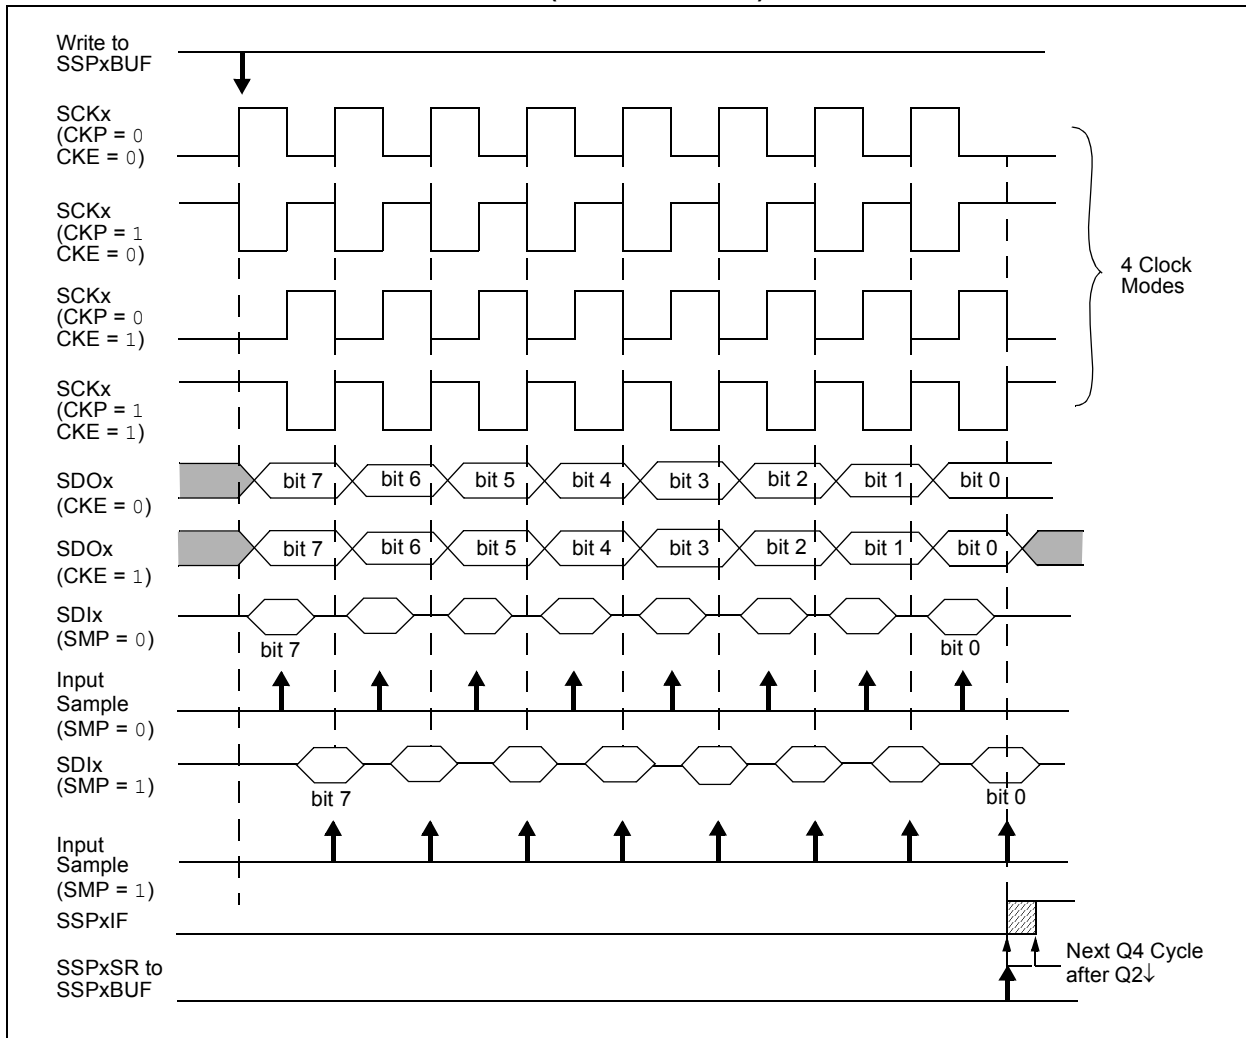 Write to
SSPxBUF
SCKx
(CKP = 0
CKE = 0)
SCKx
(CKP = 1
CKE = 0)
SCKx
(CKP = 0
CKE = 1)
SCKx
(CKP = 1
CKE = 1)
4 Clock
Modes
SDOx
(CKE = 0)
bit 7 bit 6 bit 5 bit 4 bit 3 bit 2 bit 1 bit 0
SDOx
(CKE = 1)
bit 7 bit 6 bit 5 bit 4 bit 3 bit 2 bit 1 bit 0
SDIx
(SMP = 0)
bit 7 bit 0
Input
Sample
(SMP = 0)
SDIx
(SMP = 1)
bit 7 bit 0
Input
Sample
(SMP = 1)
SSPxIF
SSPxSR to
SSPxBUF
Next Q4 Cycle
after Q2↓